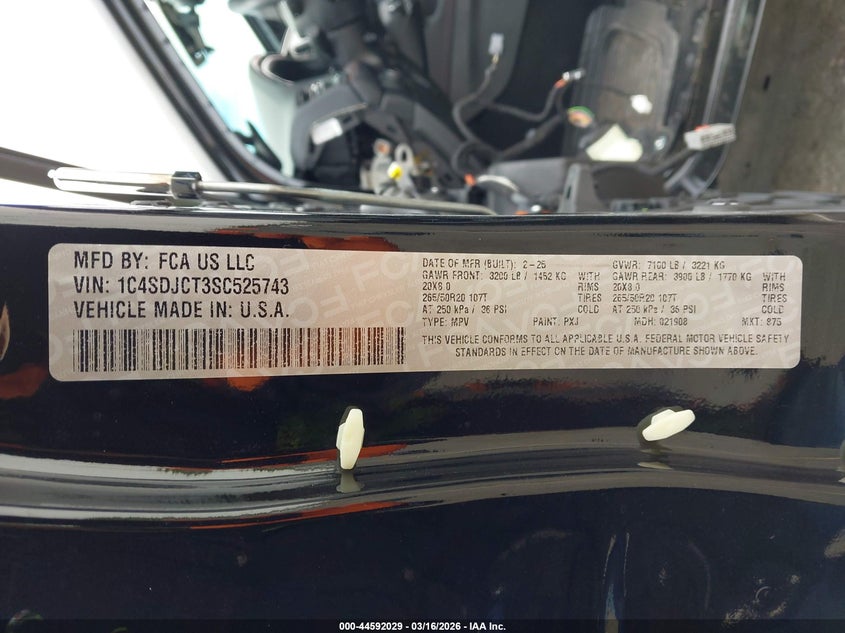 MFD BY: FCA US LLC
VIN: 1C4SDJCT3SC525743
VEHICLE MADE IN: U.S.A.
DATE OF MFR (BUILT): 2-25 GVWR: 7100 LB / 3221 KG
GAWR FRONT: 3200 LB / 1452 KG WITH GAWR REAR: 3900 LB / 1770 KG WITH
20X8.0 RIMS 20X8.0 RIMS
265/50R20 107T TIRES 265/50R20 107T TIRES
AT 250 kPa / 36 PSI COLD AT 250 kPa / 36 PSI COLD
TYPE: MPV PAINT: PXJ MDH: 021908 MKT: 875
THIS VEHICLE CONFORMS TO ALL APPLICABLE U.S.A. FEDERAL MOTOR VEHICLE SAFETY
STANDARDS IN EFFECT ON THE DATE OF MANUFACTURE SHOWN ABOVE.
000-44592029 - 03/16/2026 - IAA Inc.